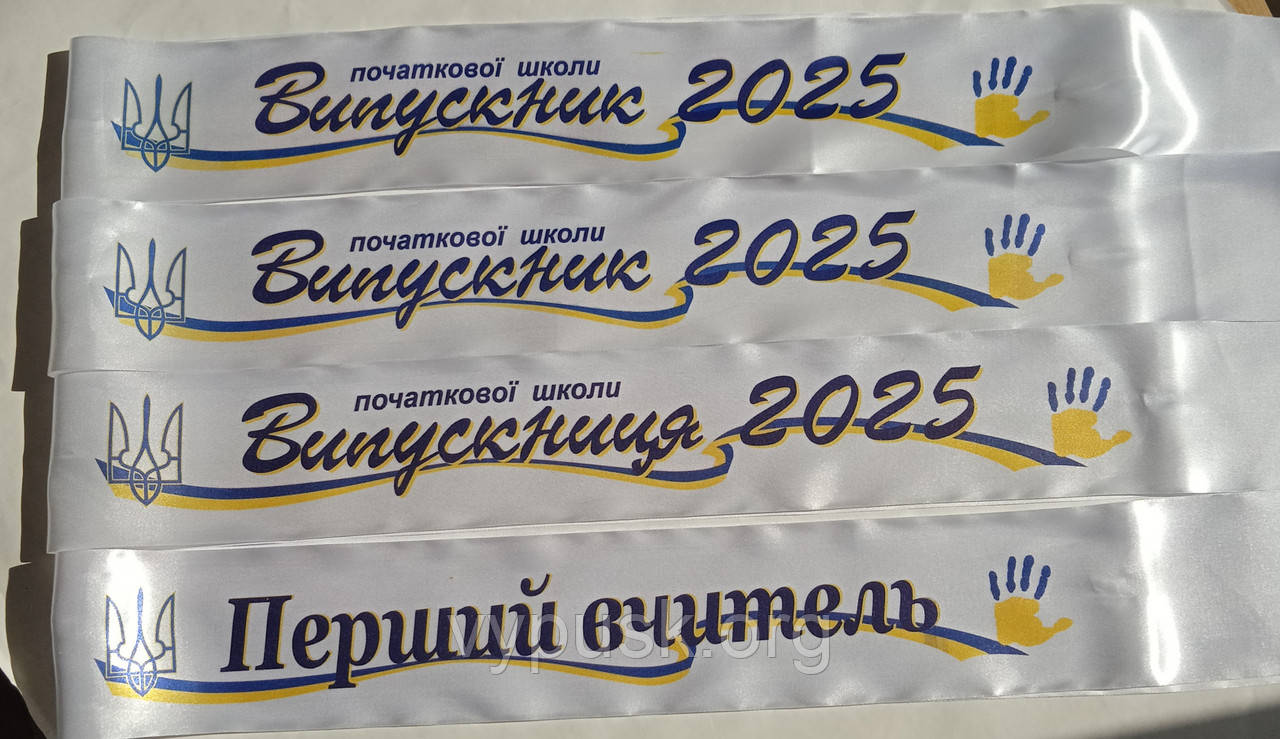 початкової школи
Випускник 2025
початкової школи
Випускник 2025
початкової школи
Випускниця 2025
Перший вчитель
vypusk.org